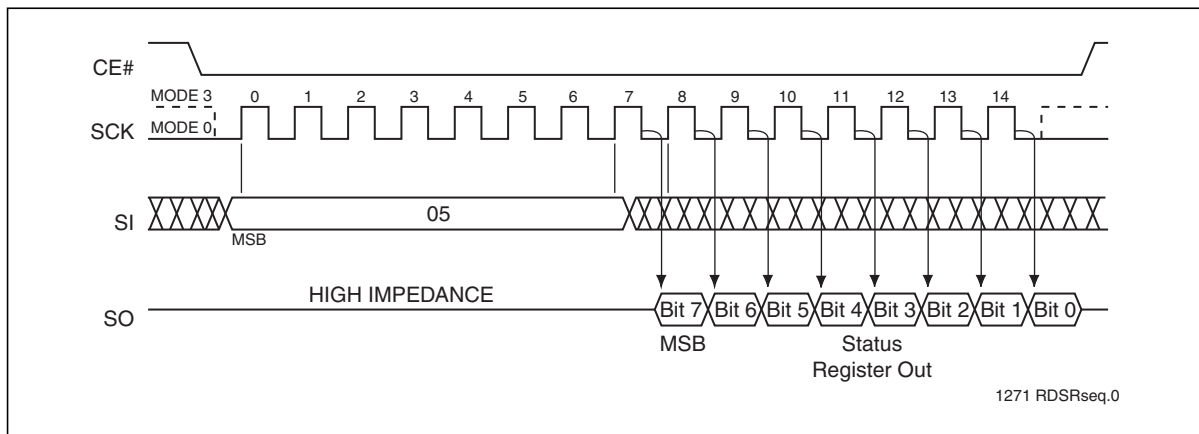 CE#
MODE 3 0 1 2 3 4 5 6 7 8 9 10 11 12 13 14
SCK MODE 0
SI 05
MSB
HIGH IMPEDANCE
SO Bit 7 Bit 6 Bit 5 Bit 4 Bit 3 Bit 2 Bit 1 Bit 0
MSB Status
Register Out
1271 RDSRseq.0